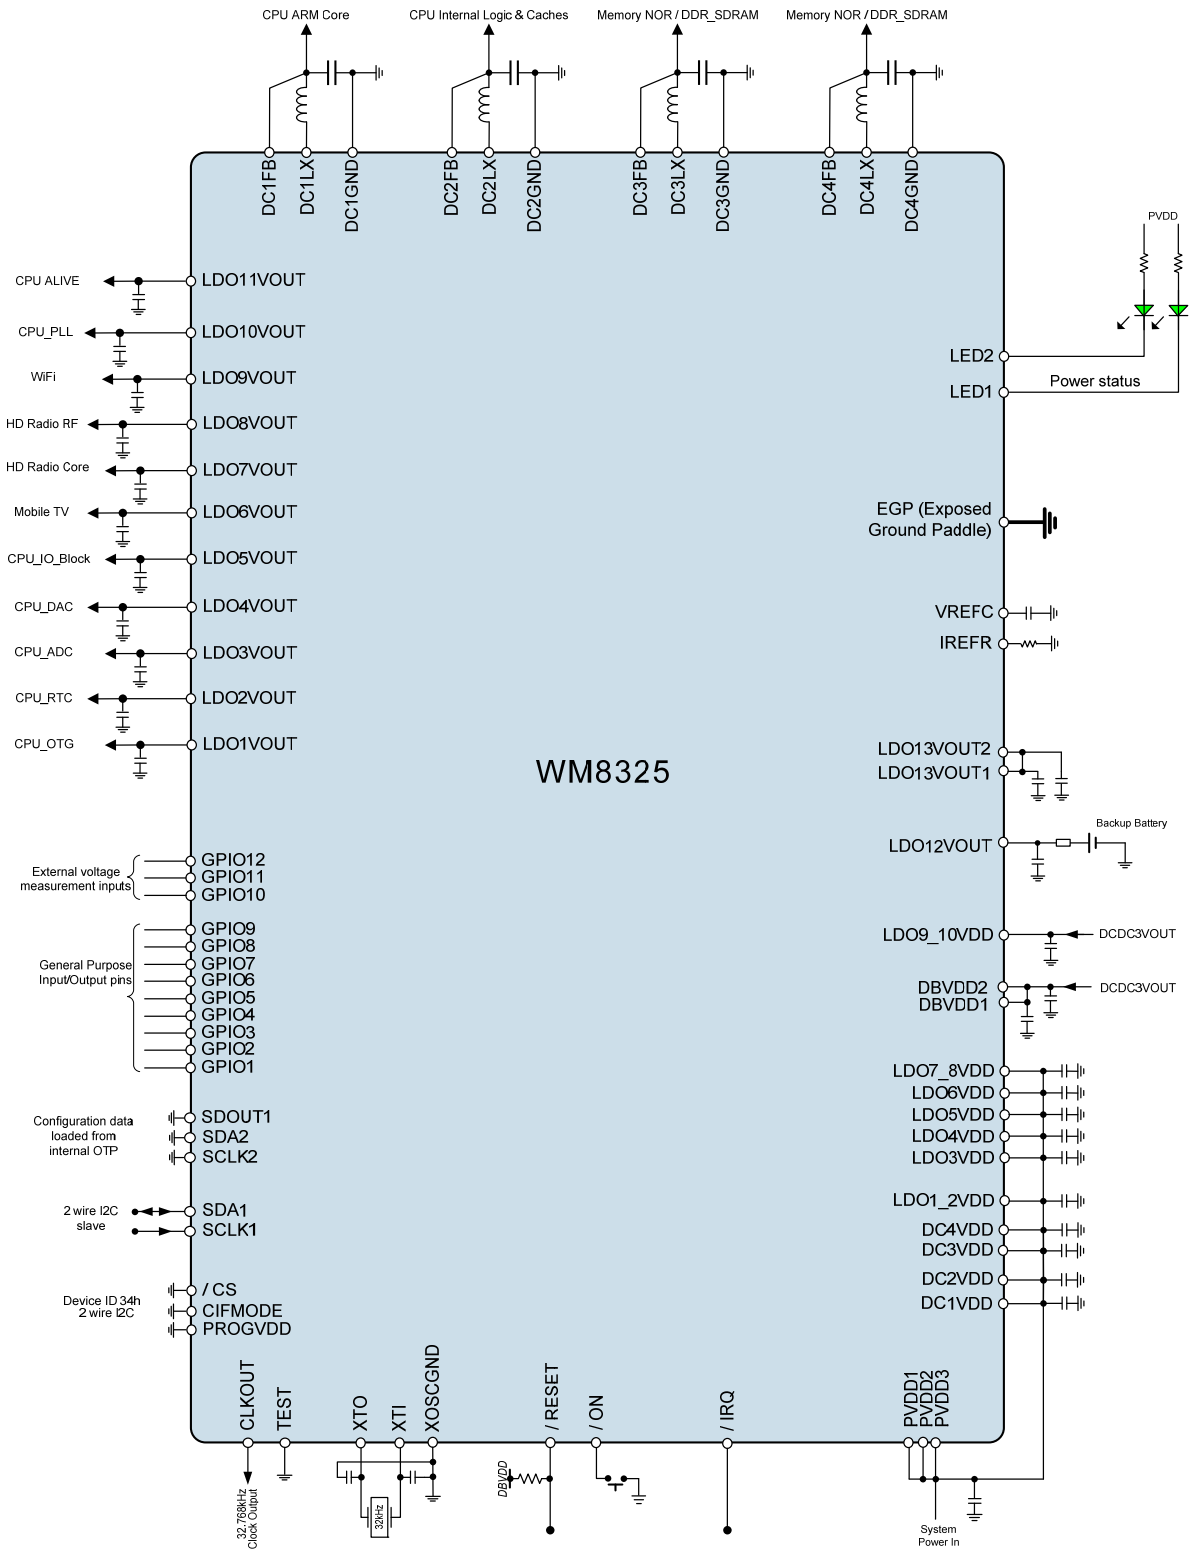 CPU ARM Core
CPU Internal Logic & Caches
Memory NOR / DDR_SDRAM
Memory NOR / DDR_SDRAM
DC1FB
DC1LX
DC1GND
DC2FB
DC2LX
DC2GND
DC3FB
DC3LX
DC3GND
DC4FB
DC4LX
DC4GND
PVDD
CPU ALIVE
LDO11VOUT
CPU_PLL
LDO10VOUT
WiFi
LDO9VOUT
HD Radio RF
LDO8VOUT
HD Radio Core
LDO7VOUT
Mobile TV
LDO6VOUT
CPU_IO_Block
LDO5VOUT
CPU_DAC
LDO4VOUT
CPU_ADC
LDO3VOUT
CPU_RTC
LDO2VOUT
CPU_OTG
LDO1VOUT
LED2
LED1
Power status
EGP (Exposed
Ground Paddle)
VREFC
IREFR
WM8325
LDO13VOUT2
LDO13VOUT1
LDO12VOUT
Backup Battery
LDO9_10VDD
DCDC3VOUT
DBVDD2
DBVDD1
DCDC3VOUT
External voltage
measurement inputs
GPIO12
GPIO11
GPIO10
General Purpose
Input/Output pins
GPIO9
GPIO8
GPIO7
GPIO6
GPIO5
GPIO4
GPIO3
GPIO2
GPIO1
LDO7_8VDD
LDO6VDD
LDO5VDD
LDO4VDD
LDO3VDD
LDO1_2VDD
DC4VDD
DC3VDD
DC2VDD
DC1VDD
Configuration data
loaded from
internal OTP
SDOUT1
SDA2
SCLK2
2 wire I2C
slave
SDA1
SCLK1
Device ID 34h
2 wire I2C
/ CS
CIFMODE
PROGVDD
CLKOUT
TEST
XTO
XTI
XOSCGND
/ RESET
/ ON
/ IRQ
PVDD1
PVDD2
PVDD3
32.768kHz
Clock Output
32kHz
DBVDD
System
Power In